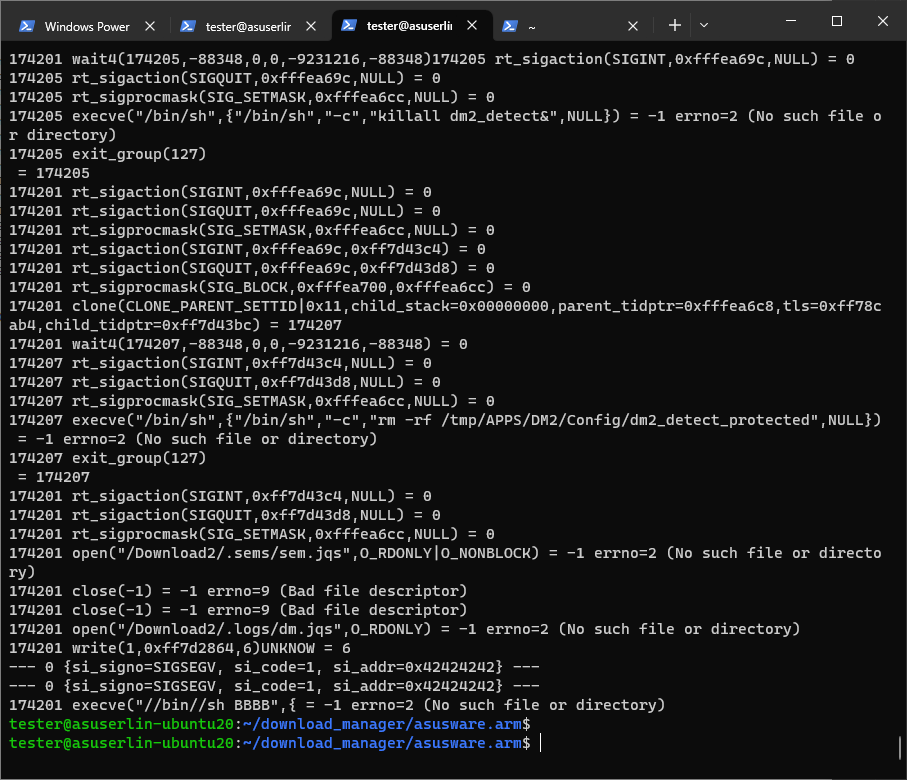 Windows Power
tester@asuserlir
tester@asuserlir
~
174201 wait4(174205,-88348,0,0,-9231216,-88348)174205 rt_sigaction(SIGINT,0xfffea69c,NULL) = 0
174205 rt_sigaction(SIGQUIT,0xfffea69c,NULL) = 0
174205 rt_sigprocmask(SIG_SETMASK,0xfffea6cc,NULL) = 0
174205 execve("/bin/sh",{"/bin/sh","-c","killall dm2_detect&",NULL}) = -1 errno=2 (No such file o
r directory)
174205 exit_group(127)
= 174205
174201 rt_sigaction(SIGINT,0xfffea69c,NULL) = 0
174201 rt_sigaction(SIGQUIT,0xfffea69c,NULL) = 0
174201 rt_sigprocmask(SIG_SETMASK,0xfffea6cc,NULL) = 0
174201 rt_sigaction(SIGINT,0xfffea69c,0xff7d43c4) = 0
174201 rt_sigaction(SIGQUIT,0xfffea69c,0xff7d43d8) = 0
174201 rt_sigprocmask(SIG_BLOCK,0xfffea700,0xfffea6cc) = 0
174201 clone(CLONE_PARENT_SETTID|0x11,child_stack=0x00000000,parent_tidptr=0xfffea6c8,tls=0xff78c
ab4,child_tidptr=0xff7d43bc) = 174207
174201 wait4(174207,-88348,0,0,-9231216,-88348) = 0
174207 rt_sigaction(SIGINT,0xff7d43c4,NULL) = 0
174207 rt_sigaction(SIGQUIT,0xff7d43d8,NULL) = 0
174207 rt_sigprocmask(SIG_SETMASK,0xfffea6cc,NULL) = 0
174207 execve("/bin/sh",{"/bin/sh","-c","rm -rf /tmp/APPS/DM2/Config/dm2_detect_protected",NULL})
= -1 errno=2 (No such file or directory)
174207 exit_group(127)
= 174207
174201 rt_sigaction(SIGINT,0xff7d43c4,NULL) = 0
174201 rt_sigaction(SIGQUIT,0xff7d43d8,NULL) = 0
174201 rt_sigprocmask(SIG_SETMASK,0xfffea6cc,NULL) = 0
174201 open("/Download2/.sems/sem.jqs",O_RDONLY|O_NONBLOCK) = -1 errno=2 (No such file or directo
ry)
174201 close(-1) = -1 errno=9 (Bad file descriptor)
174201 close(-1) = -1 errno=9 (Bad file descriptor)
174201 open("/Download2/.logs/dm.jqs",O_RDONLY) = -1 errno=2 (No such file or directory)
174201 write(1,0xff7d2864,6)UNKNOW = 6
--- 0 {si_signo=SIGSEGV, si_code=1, si_addr=0x42424242} ---
--- 0 {si_signo=SIGSEGV, si_code=1, si_addr=0x42424242} ---
174201 execve("//bin//sh BBBB",{ = -1 errno=2 (No such file or directory)
tester@asuserlin-ubuntu20:~/download_manager/asusware.arm$
tester@asuserlin-ubuntu20:~/download_manager/asusware.arm$